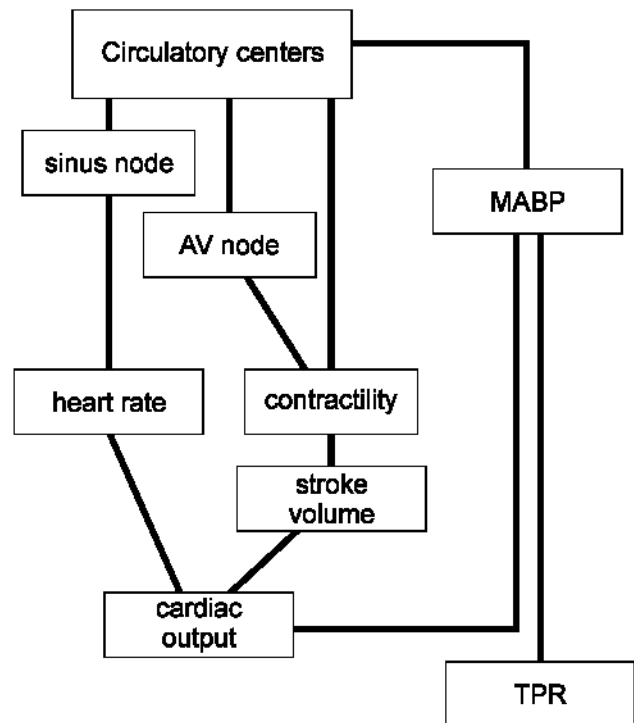 Circulatory centers
sinus node
MABP
AV node
heart rate
contractility
stroke
volume
cardiac
output
TPR